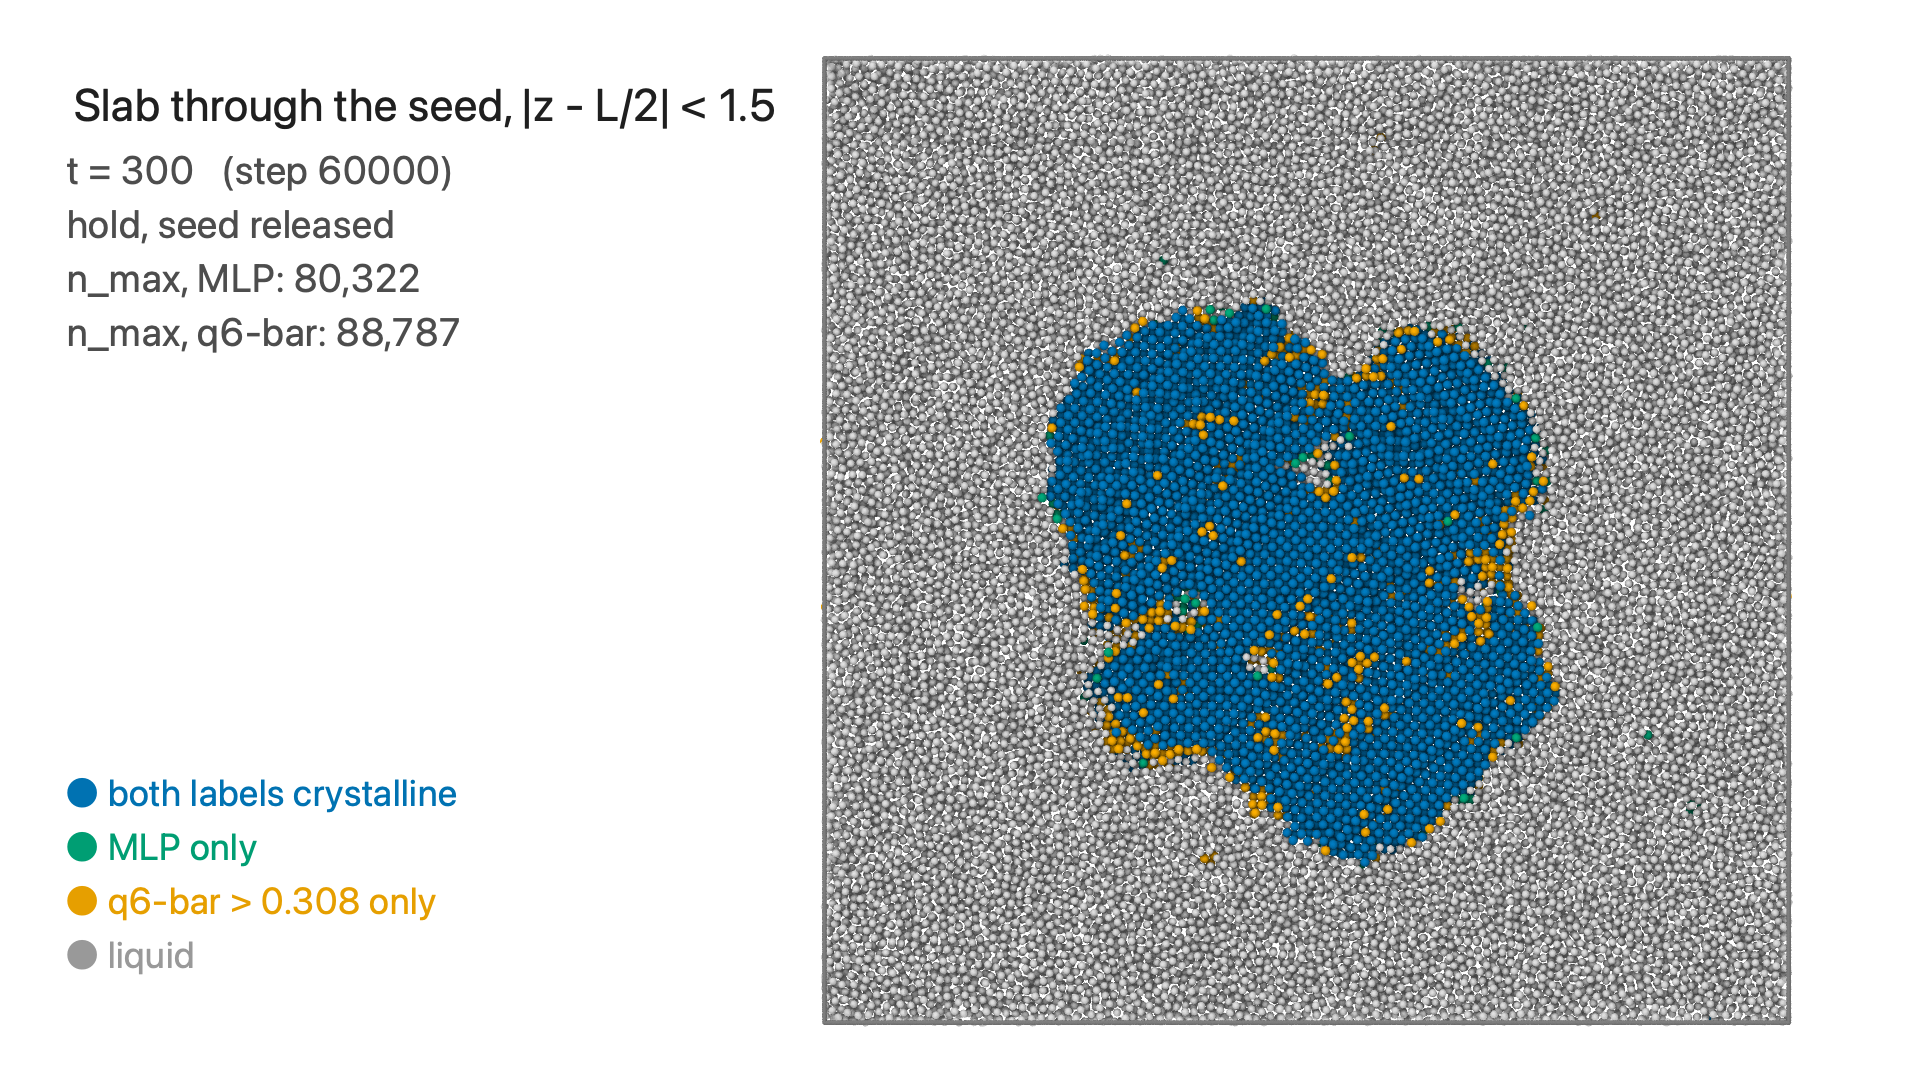 Slab through the seed, |z - L/2| < 1.5
t = 300 (step 60000)
hold, seed released
n_max, MLP: 80,322
n_max, q6-bar: 88,787
both labels crystalline
MLP only
q6-bar > 0.308 only
liquid